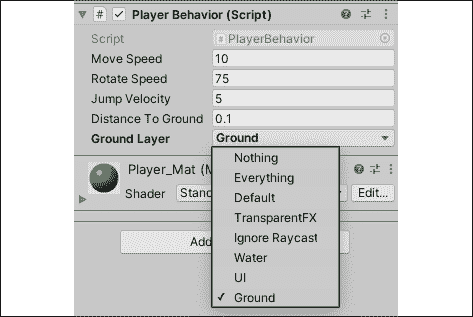 Player Behavior (Script)
Script PlayerBehavior
Move Speed 10
Rotate Speed 75
Jump Velocity 5
Distance To Ground 0.1
Ground Layer Ground
Nothing
Player_Mat (M
Everything
Shader Stand Edit...
Default
TransparentFX
Ignore Raycast
Add
Water
UI
✓ Ground